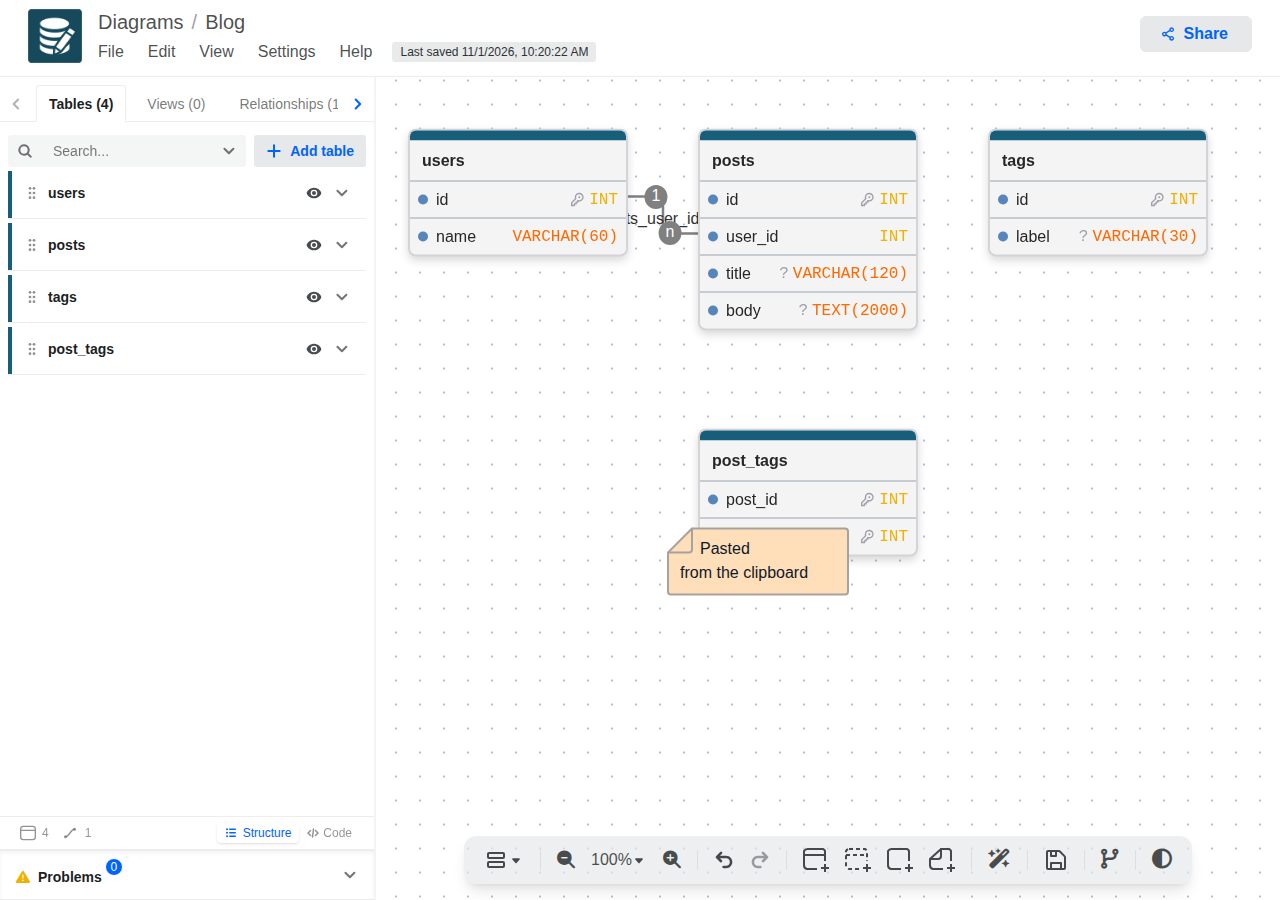 Diagrams / Blog
File Edit View Settings Help Last saved 11/1/2026, 10:20:22 AM
Share
Tables (4) Views (0) Relationships (1
Search... Add table
users
posts
tags
post_tags
users
id INT
name VARCHAR(60)
1
ts_user_id
n
posts
id INT
user_id INT
title ? VARCHAR(120)
body ? TEXT(2000)
tags
id INT
label ? VARCHAR(30)
post_tags
post_id INT
INT
Pasted
from the clipboard
4 1 Structure Code
Problems 0
100%